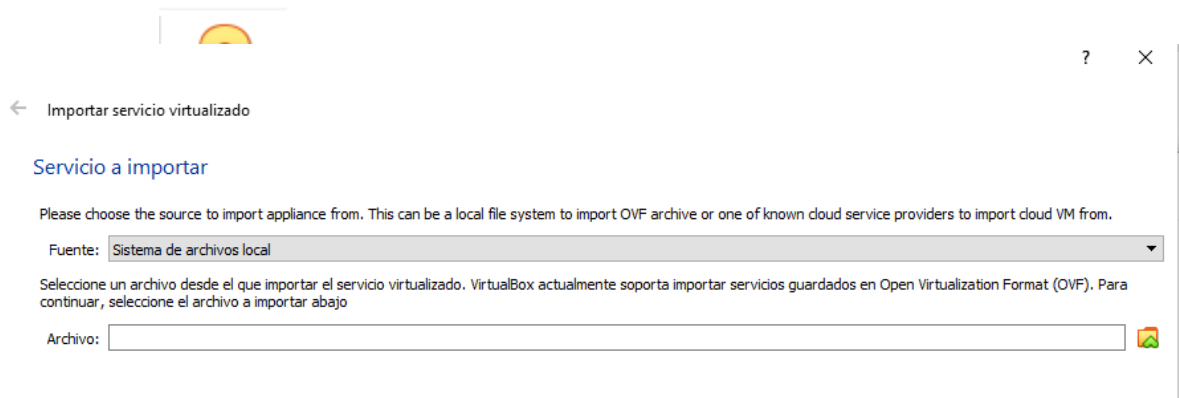 ?
Importar servicio virtualizado
Servicio a importar
Please choose the source to import appliance from. This can be a local file system to import OVF archive or one of known cloud service providers to import cloud VM from.
Fuente: Sistema de archivos local
Seleccione un archivo desde el que importar el servicio virtualizado. VirtualBox actualmente soporta importar servicios guardados en Open Virtualization Format (OVF). Para
continuar, seleccione el archivo a importar abajo
Archivo: